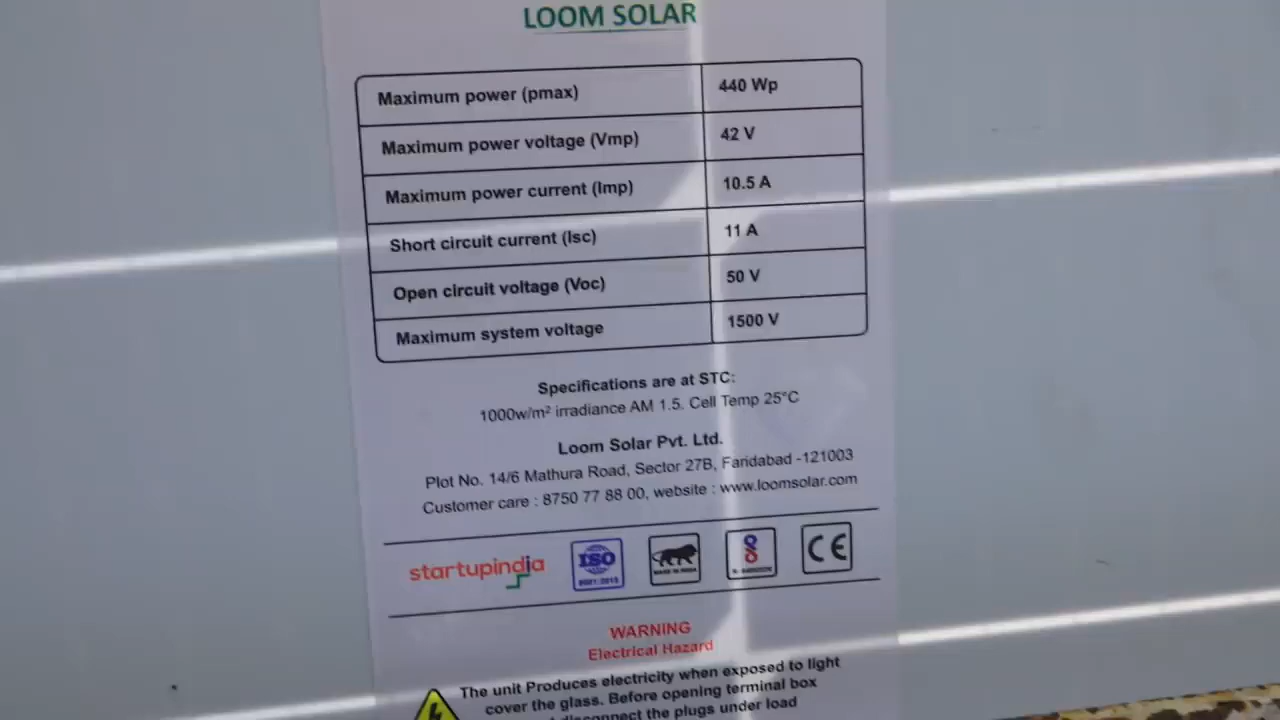 LOOM SOLAR
Maximum power (pmax) 440 Wp
Maximum power voltage (Vmp) 42 V
Maximum power current (Imp) 10.5 A
Short circuit current (Isc) 11 A
Open circuit voltage (Voc) 50 V
Maximum system voltage 1500 V
Specifications are at STC:
1000w/m² irradiance AM 1.5. Cell Temp 25°C
Loom Solar Pvt. Ltd.
Plot No. 14/6 Mathura Road, Sector 27B, Faridabad -121003
Customer care : 8750 77 88 00, website : www.loomsolar.com
startupindia
ISO
9001:2015
MAKE IN INDIA
CE
WARNING
Electrical Hazard
The unit Produces electricity when exposed to light
cover the glass. Before opening terminal box
disconnect the plugs under load